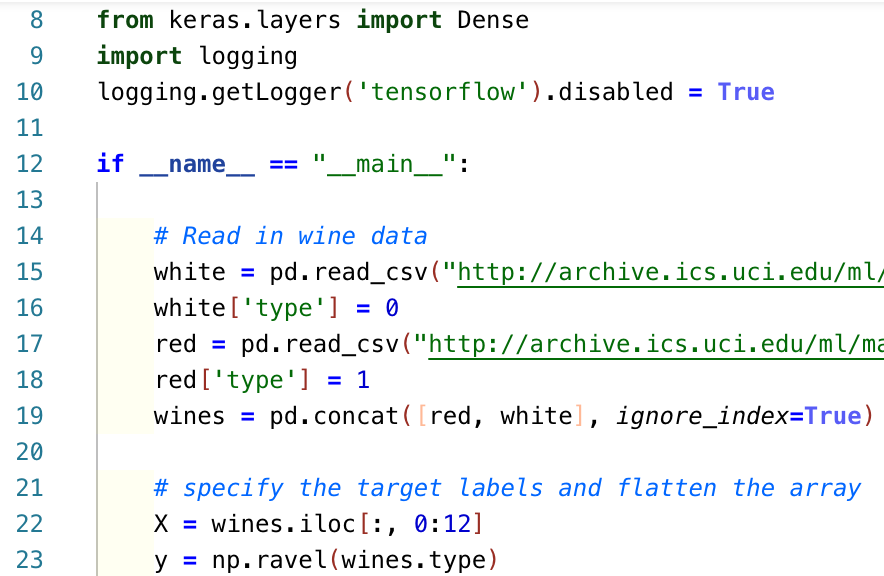 8 from keras.layers import Dense
9 import logging
10 logging.getLogger('tensorflow').disabled = True
11
12 if __name__ == "__main__":
13
14 # Read in wine data
15 white = pd.read_csv("http://archive.ics.uci.edu/ml/
16 white['type'] = 0
17 red = pd.read_csv("http://archive.ics.uci.edu/ml/ma
18 red['type'] = 1
19 wines = pd.concat([red, white], ignore_index=True)
20
21 # specify the target labels and flatten the array
22 X = wines.iloc[:, 0:12]
23 y = np.ravel(wines.type)